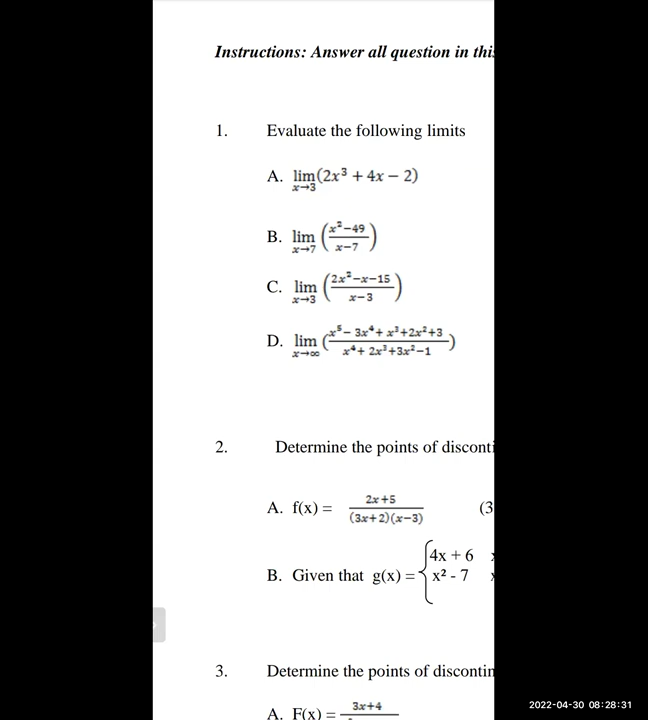 Instructions: Answer all question in this
1. Evaluate the following limits
A. lim x→3 (2x³ + 4x − 2)
B. lim x→7 (x²−49 / x−7)
C. lim x→3 (2x²−x−15 / x−3)
D. lim x→∞ (x⁵− 3x⁴+ x³+2x²+3 / x⁴+ 2x³+3x²−1)
2. Determine the points of disconti
A. f(x) = 2x+5 / (3x+2)(x−3) (3
B. Given that g(x) = { 4x + 6
x² - 7
3. Determine the points of discontin
A. F(x) = 3x+4
2022-04-30 08:28:31